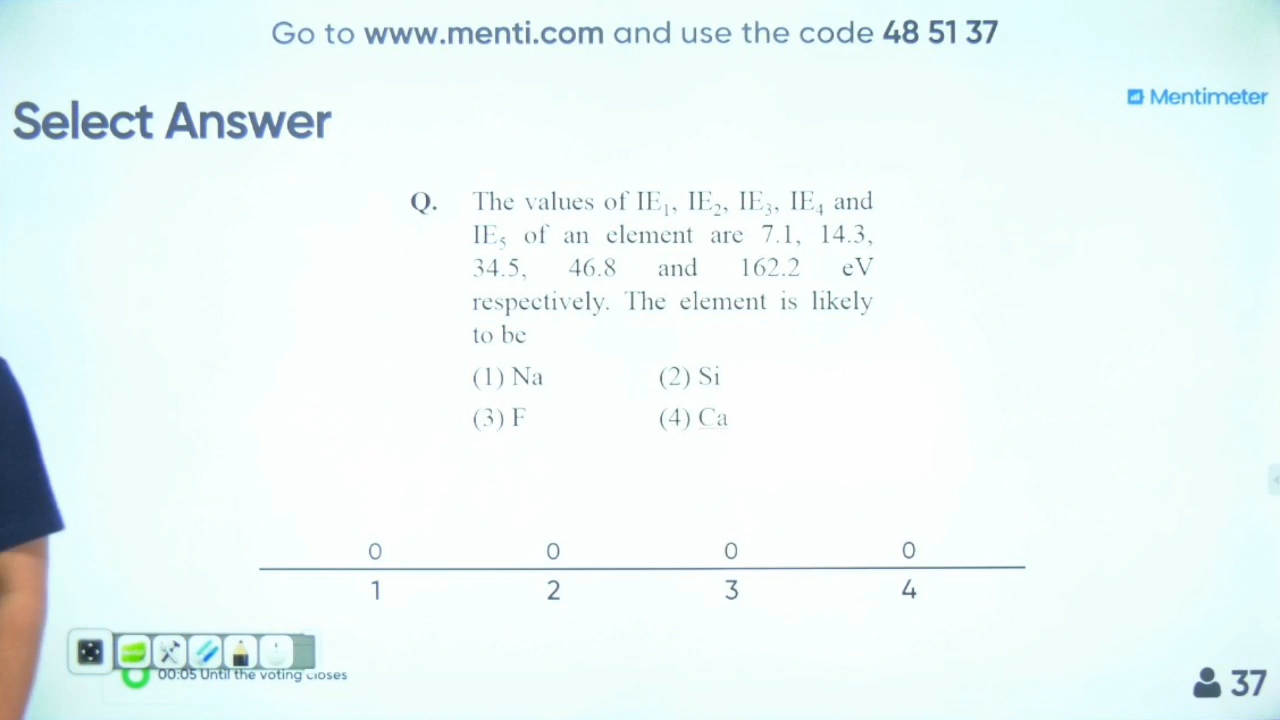 Go to www.menti.com and use the code 48 51 37
Mentimeter
Select Answer
Q. The values of IE₁, IE₂, IE₃, IE₄ and
IE₅ of an element are 7.1, 14.3,
34.5, 46.8 and 162.2 eV
respectively. The element is likely
to be
(1) Na (2) Si
(3) F (4) Ca
0 0 0 0
1 2 3 4
00:05 Until the voting closes
37